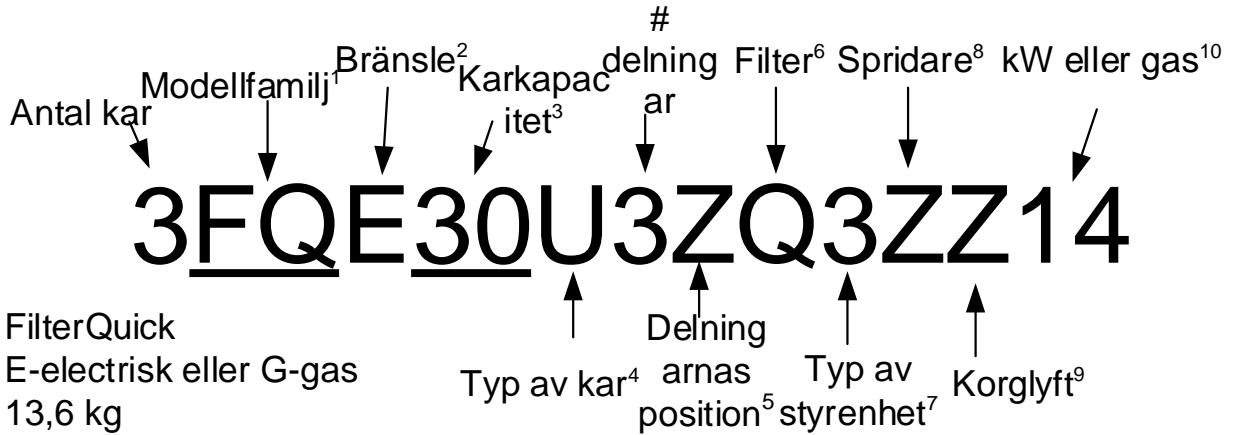 #
Bränsle² delning Filter⁶ Spridare⁸ kW eller gas¹⁰
Modellfamilj¹ Karkapac ar
Antal kar itet³
3FQE30U3ZQ3ZZ14
FilterQuick Delning
E-electrisk eller G-gas Typ av kar⁴ arnas Typ av Korglyft⁹
13,6 kg position⁵ styrenhet⁷